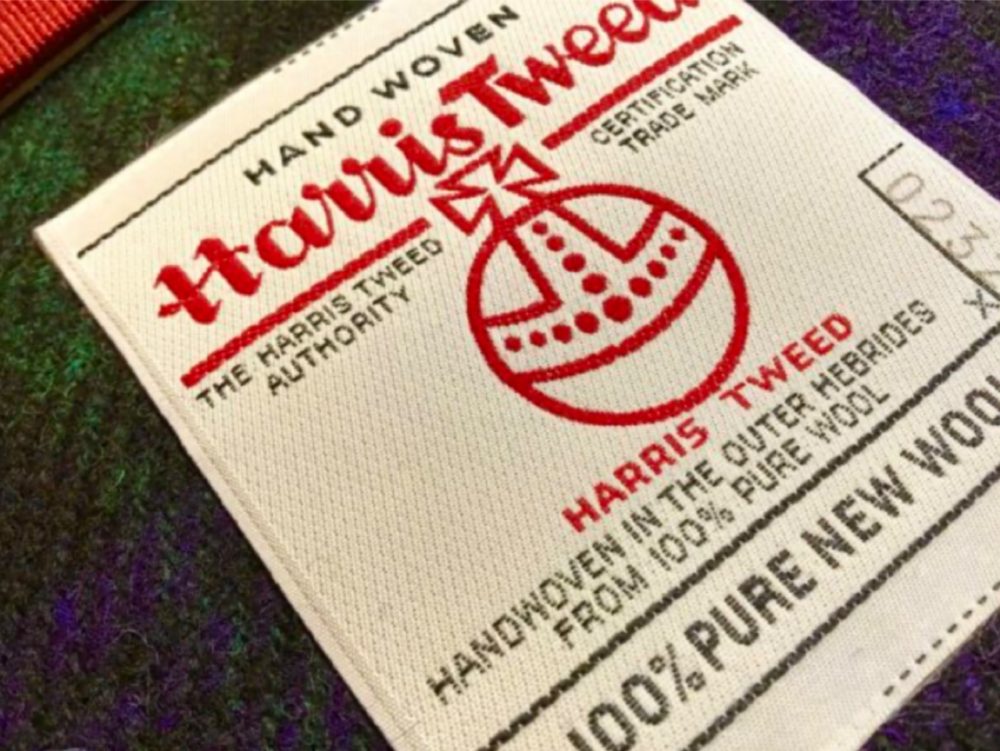 HAND WOVEN
Harris Tweed
CERTIFICATION
TRADE MARK
THE HARRIS TWEED
AUTHORITY
HARRIS TWEED
HANDWOVEN IN THE OUTER HEBRIDES
FROM 100% PURE WOOL
100% PURE NEW WOOL